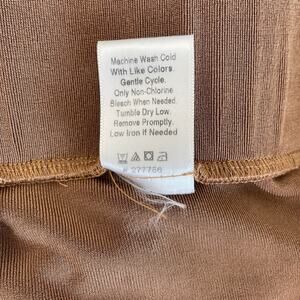 Machine Wash Cold
With Like Colors.
Gentle Cycle.
Only Non-Chlorine
Bleach When Needed.
Tumble Dry Low.
Remove Promptly.
Low Iron if Needed
# 277766